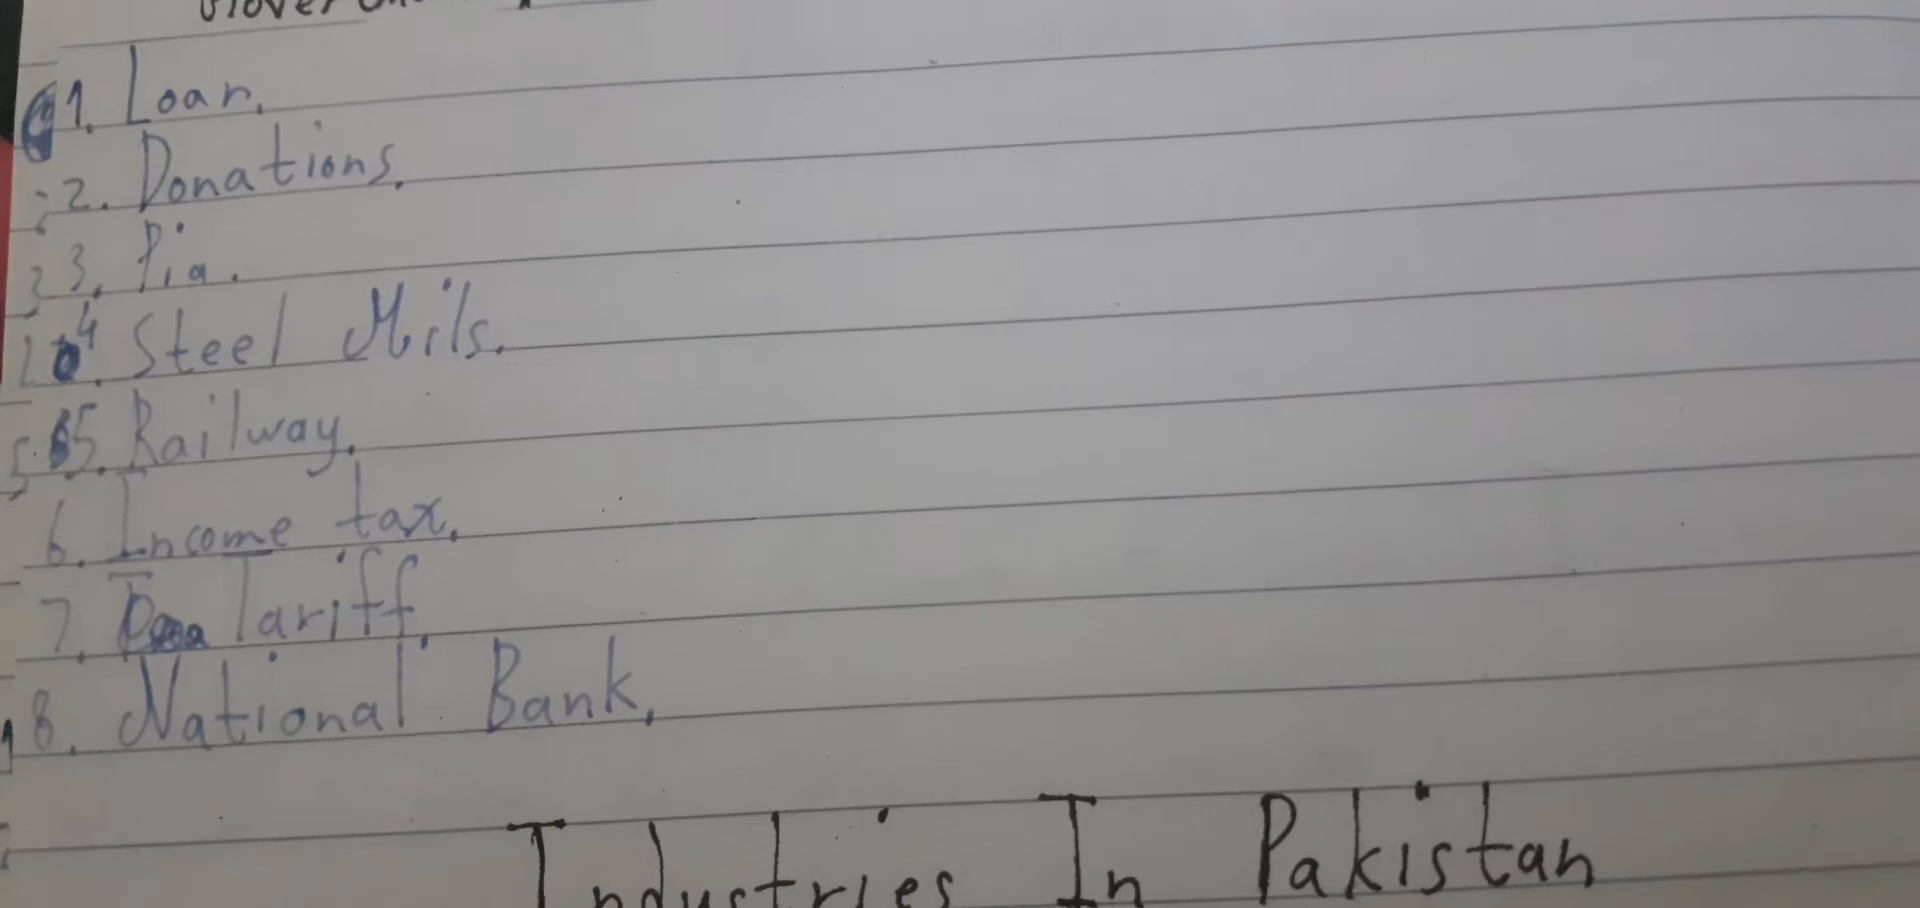 1. Loan.
2. Donations.
3. Pia.
4. Steel Mils.
5. Railway.
6. Income tax.
7. Tariff.
8. National Bank.
Industries In Pakistan